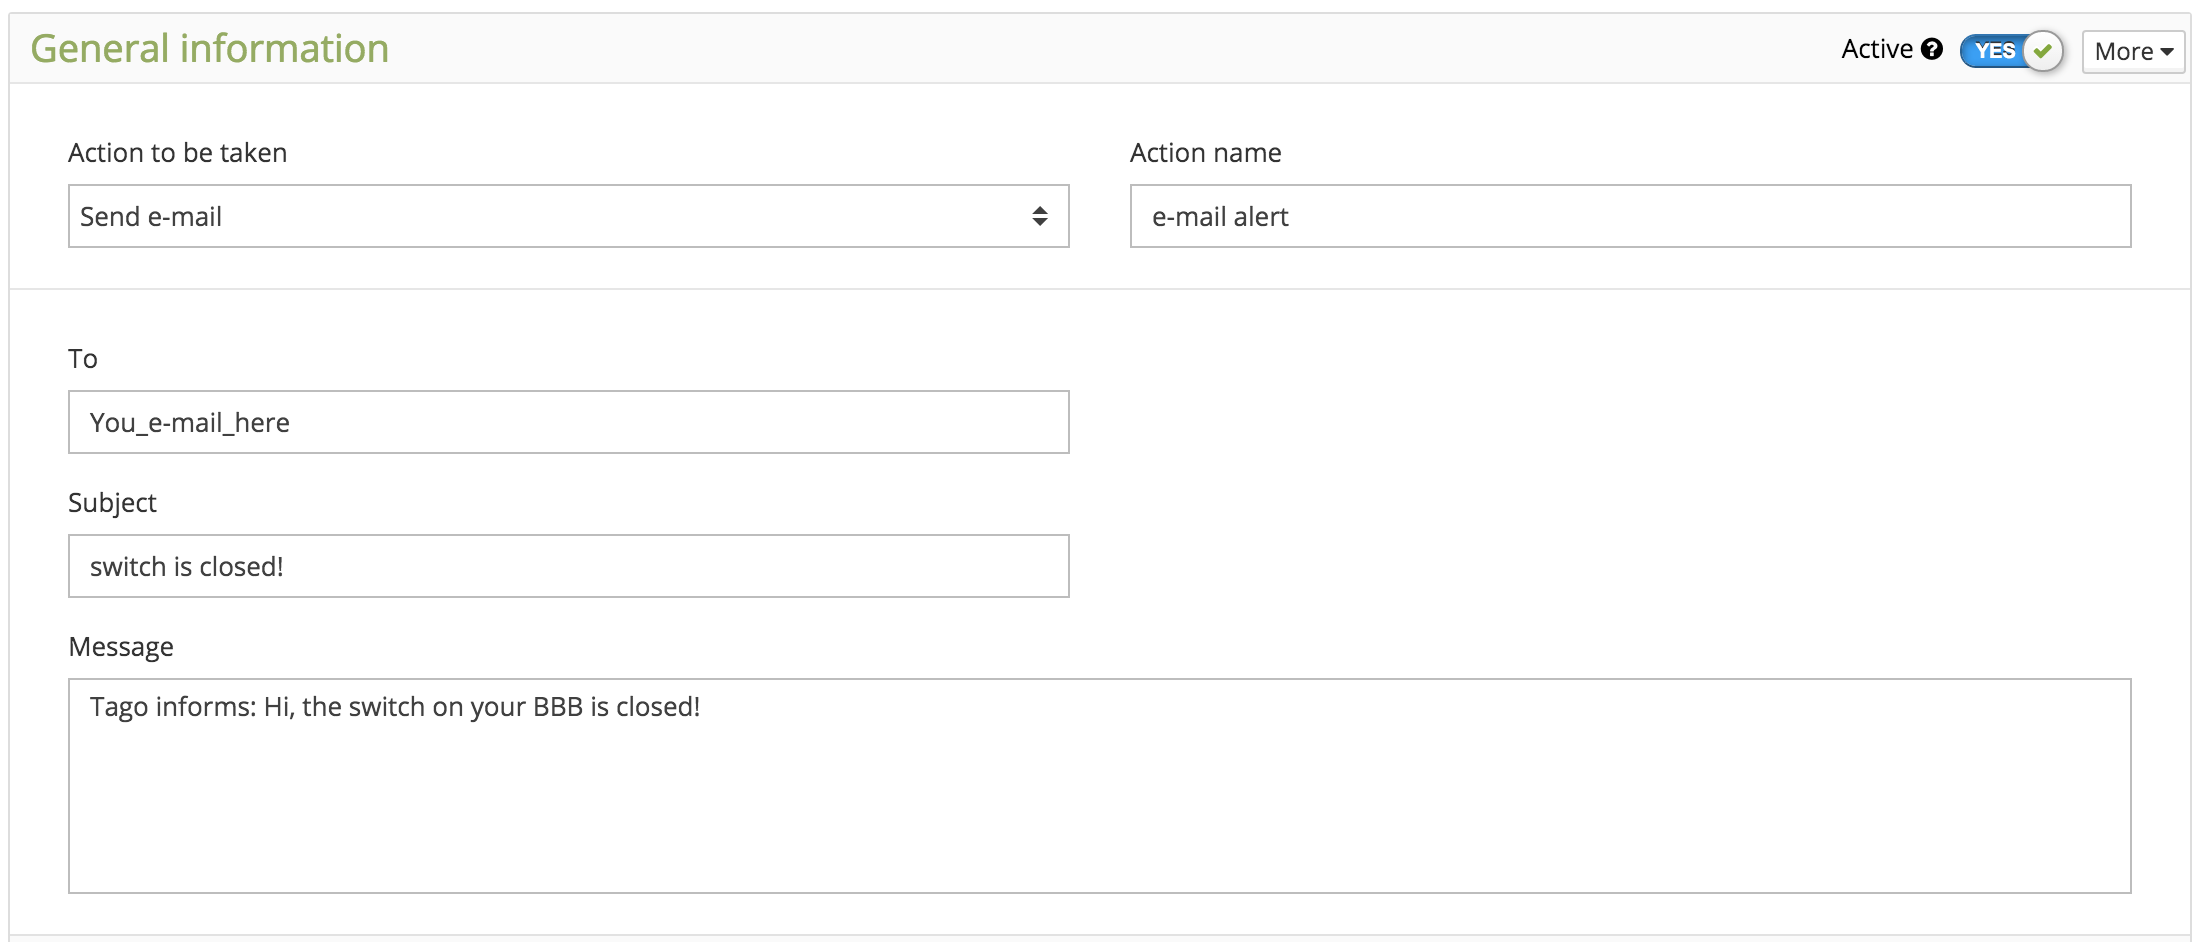 General information
Active ?
YES
More
Action to be taken
Action name
Send e-mail
e-mail alert
To
You_e-mail_here
Subject
switch is closed!
Message
Tago informs: Hi, the switch on your BBB is closed!